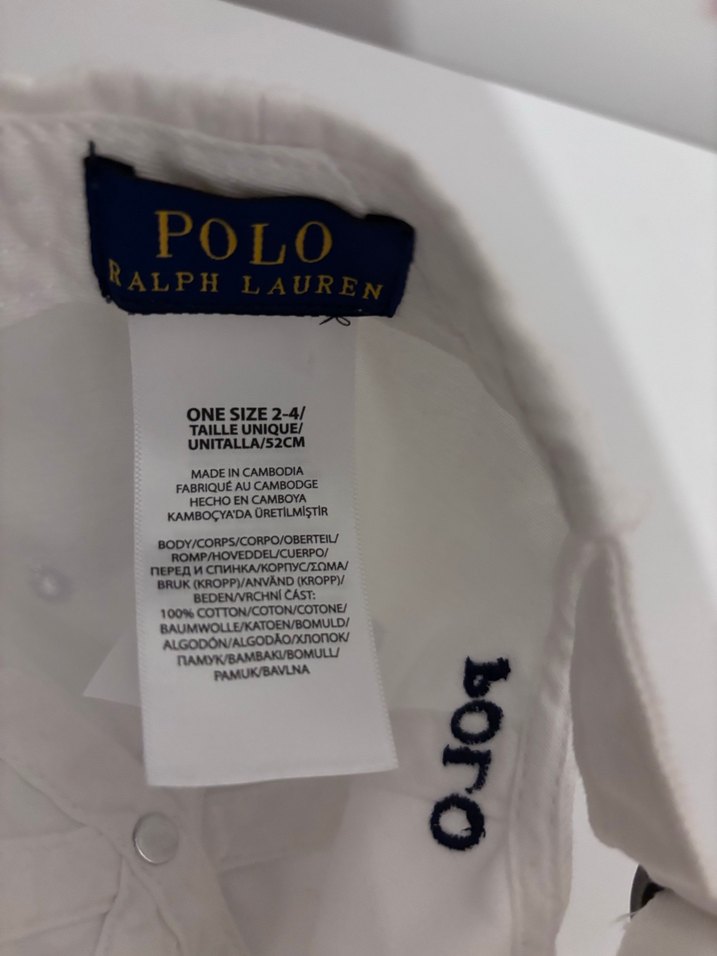 POLO
RALPH LAUREN
ONE SIZE 2-4/
TAILLE UNIQUE/
UNITALLA/52CM
MADE IN CAMBODIA
FABRIQUÉ AU CAMBODGE
HECHO EN CAMBOYA
KAMBOÇYA'DA ÜRETİLMİŞTİR
BODY/CORPS/CORPO/OBERTEIL/
ROMP/HOVEDDEL/CUERPO/
ПЕРЕД И СПИНКА/КОРПУС/ΣΩΜΑ/
BRUK (KROPP)/ANVÄND (KROPP)/
BEDEN/VRCHNÍ ČÁST:
100% COTTON/COTON/COTONE/
BAUMWOLLE/KATOEN/BOMULD/
ALGODÓN/ALGODÃO/ХЛОПОК/
ПАМУК/ΒΑΜΒΑΚΙ/BOMULL/
PAMUK/BAVLNA
POLO